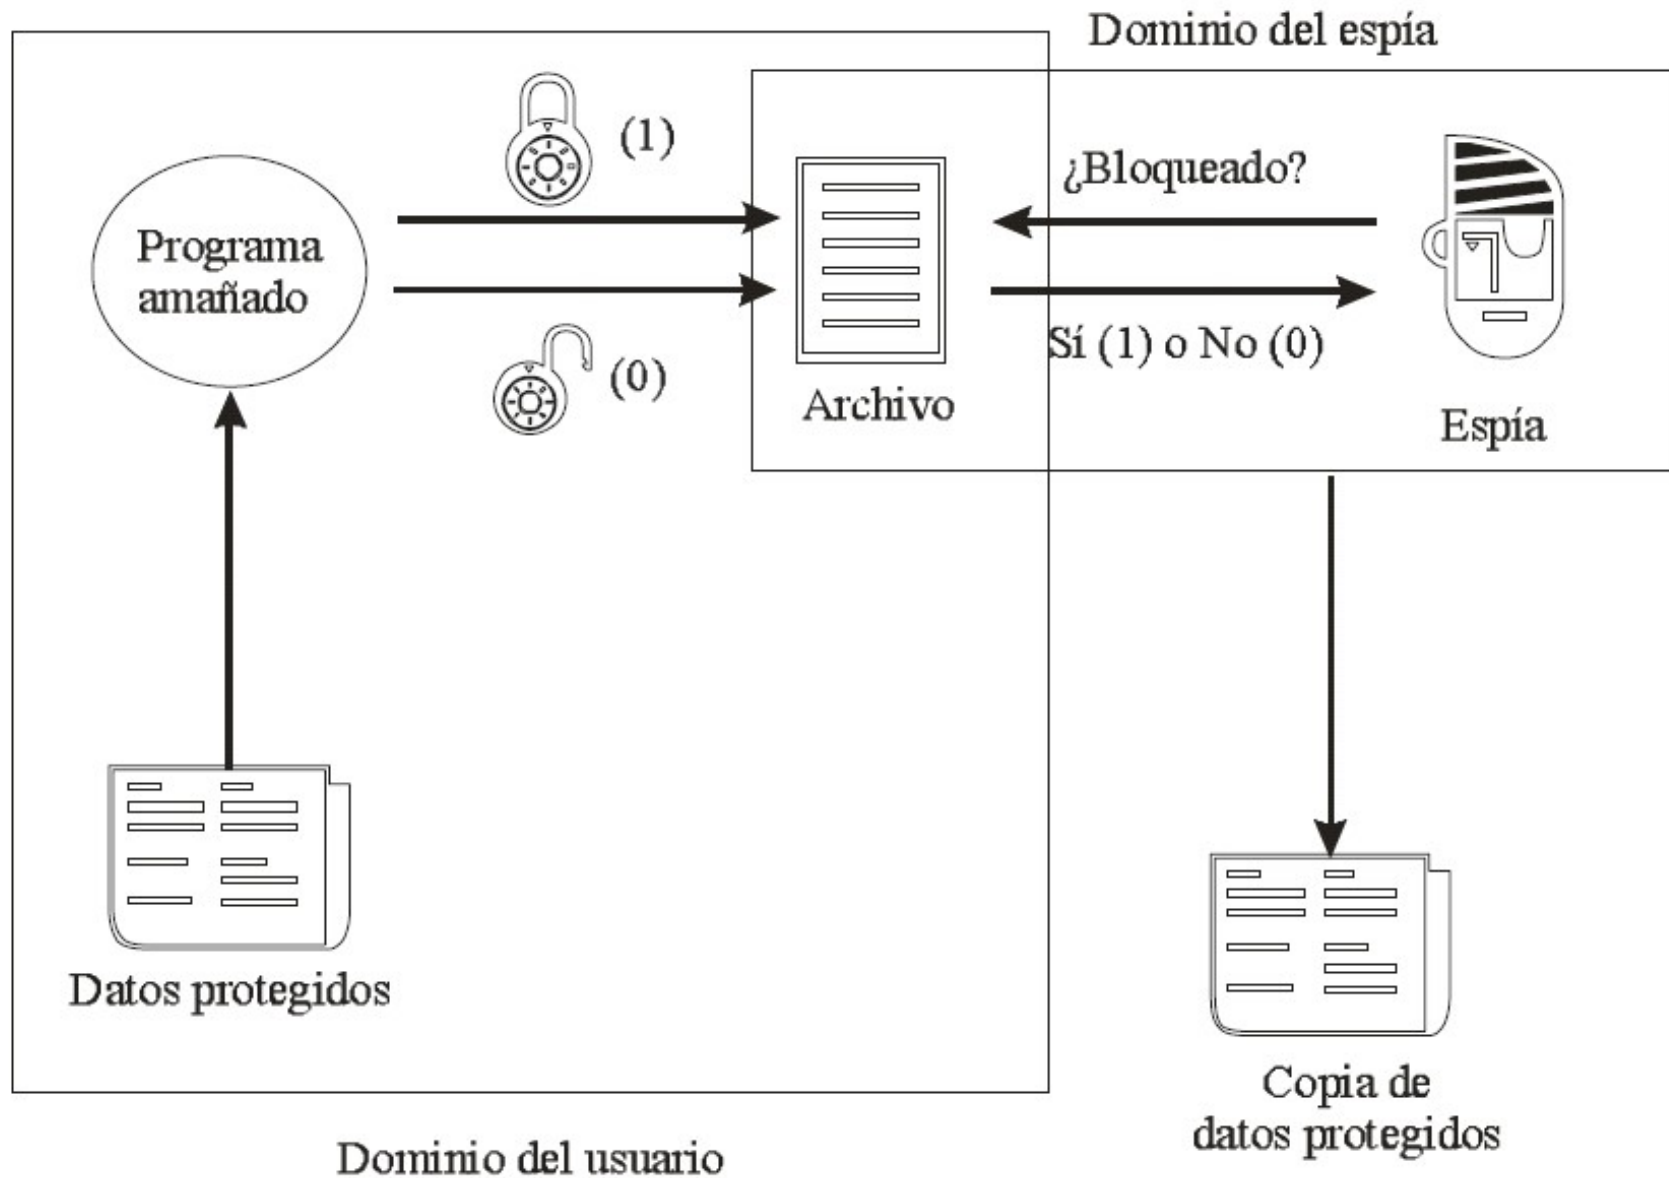 Dominio del espía
(1)
¿Bloqueado?
Programa
amañado
Sí (1) o No (0)
(0)
Archivo
Espía
Datos protegidos
Copia de
datos protegidos
Dominio del usuario